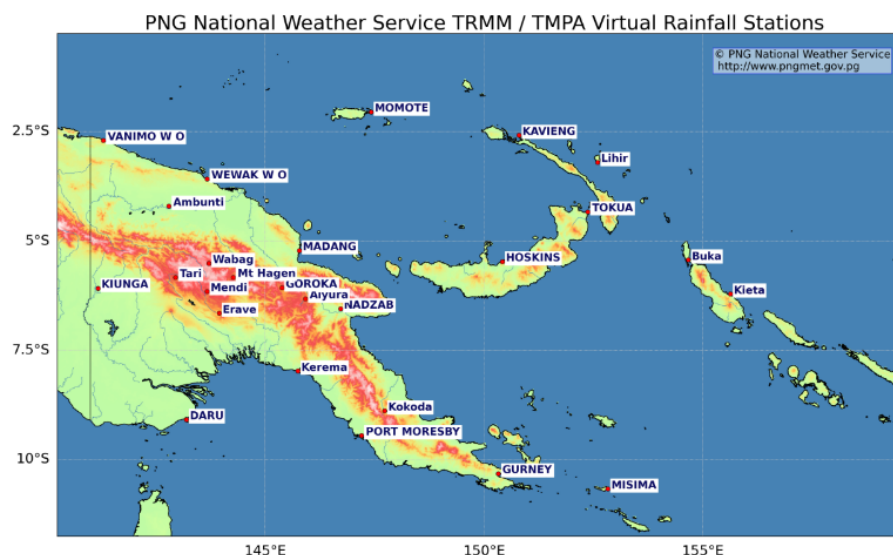 PNG National Weather Service TRMM / TMPA Virtual Rainfall Stations
© PNG National Weather Service
http://www.pngmet.gov.pg
MOMOTE
2.5°S
KAVIENG
VANIMO W O
Lihir
WEWAK W O
Ambunti
TOKUA
5°S
MADANG
HOSKINS
Buka
Wabag
Tari
Mt Hagen
KIUNGA
Mendi
GOROKA
Kieta
Aiyura
Erave
NADZAB
7.5°S
Kerema
Kokoda
DARU
PORT MORESBY
10°S
GURNEY
MISIMA
145°E
150°E
155°E